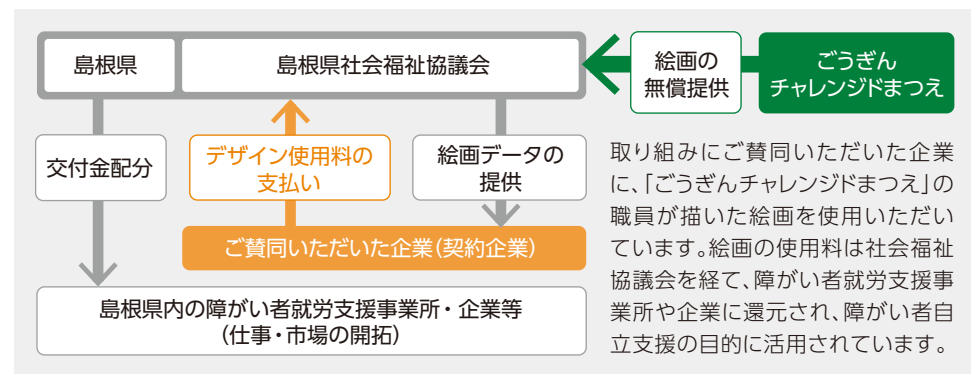 島根県
島根県社会福祉協議会
絵画の
無償提供
ごうぎん
チャレンジドまつえ
交付金配分
デザイン使用料の
支払い
絵画データの
提供
ご賛同いただいた企業(契約企業)
島根県内の障がい者就労支援事業所・企業等
(仕事・市場の開拓)
取り組みにご賛同いただいた企業
に、「ごうぎんチャレンジドまつえ」の
職員が描いた絵画を使用いただい
ています。絵画の使用料は社会福祉
協議会を経て、障がい者就労支援事
業所や企業に還元され、障がい者自
立支援の目的に活用されています。